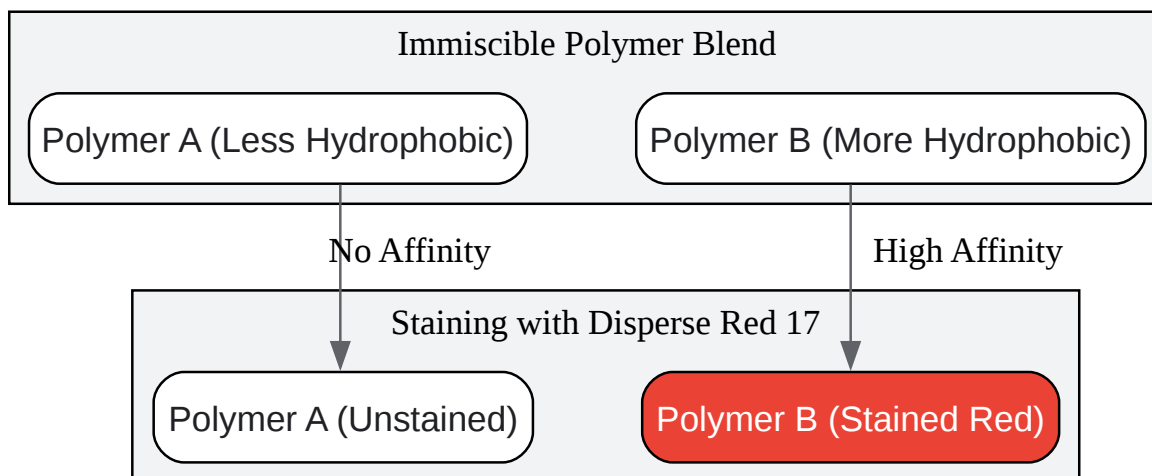 Immiscible Polymer Blend
Polymer A (Less Hydrophobic)
Polymer B (More Hydrophobic)
No Affinity
High Affinity
Staining with Disperse Red 17
Polymer A (Unstained)
Polymer B (Stained Red)